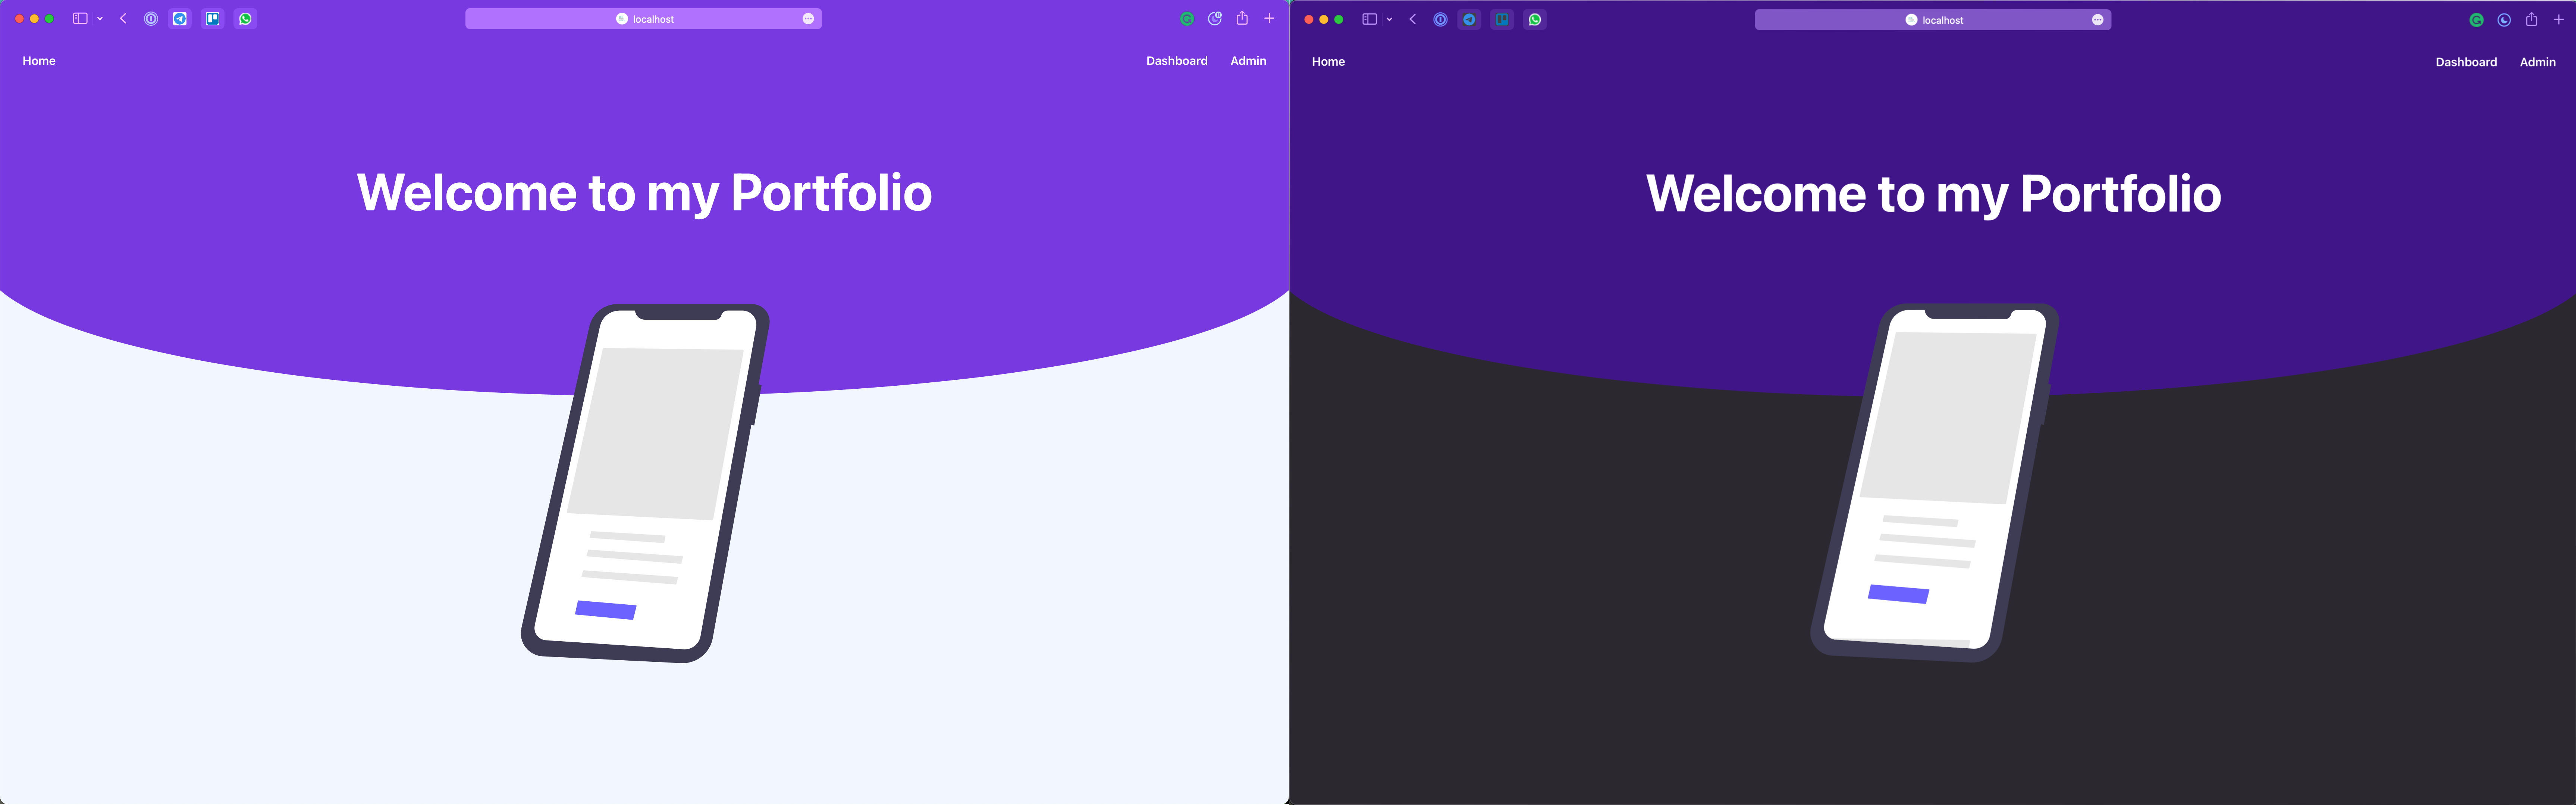 localhost
Home
Dashboard
Admin
Welcome to my Portfolio
localhost
Home
Dashboard
Admin
Welcome to my Portfolio